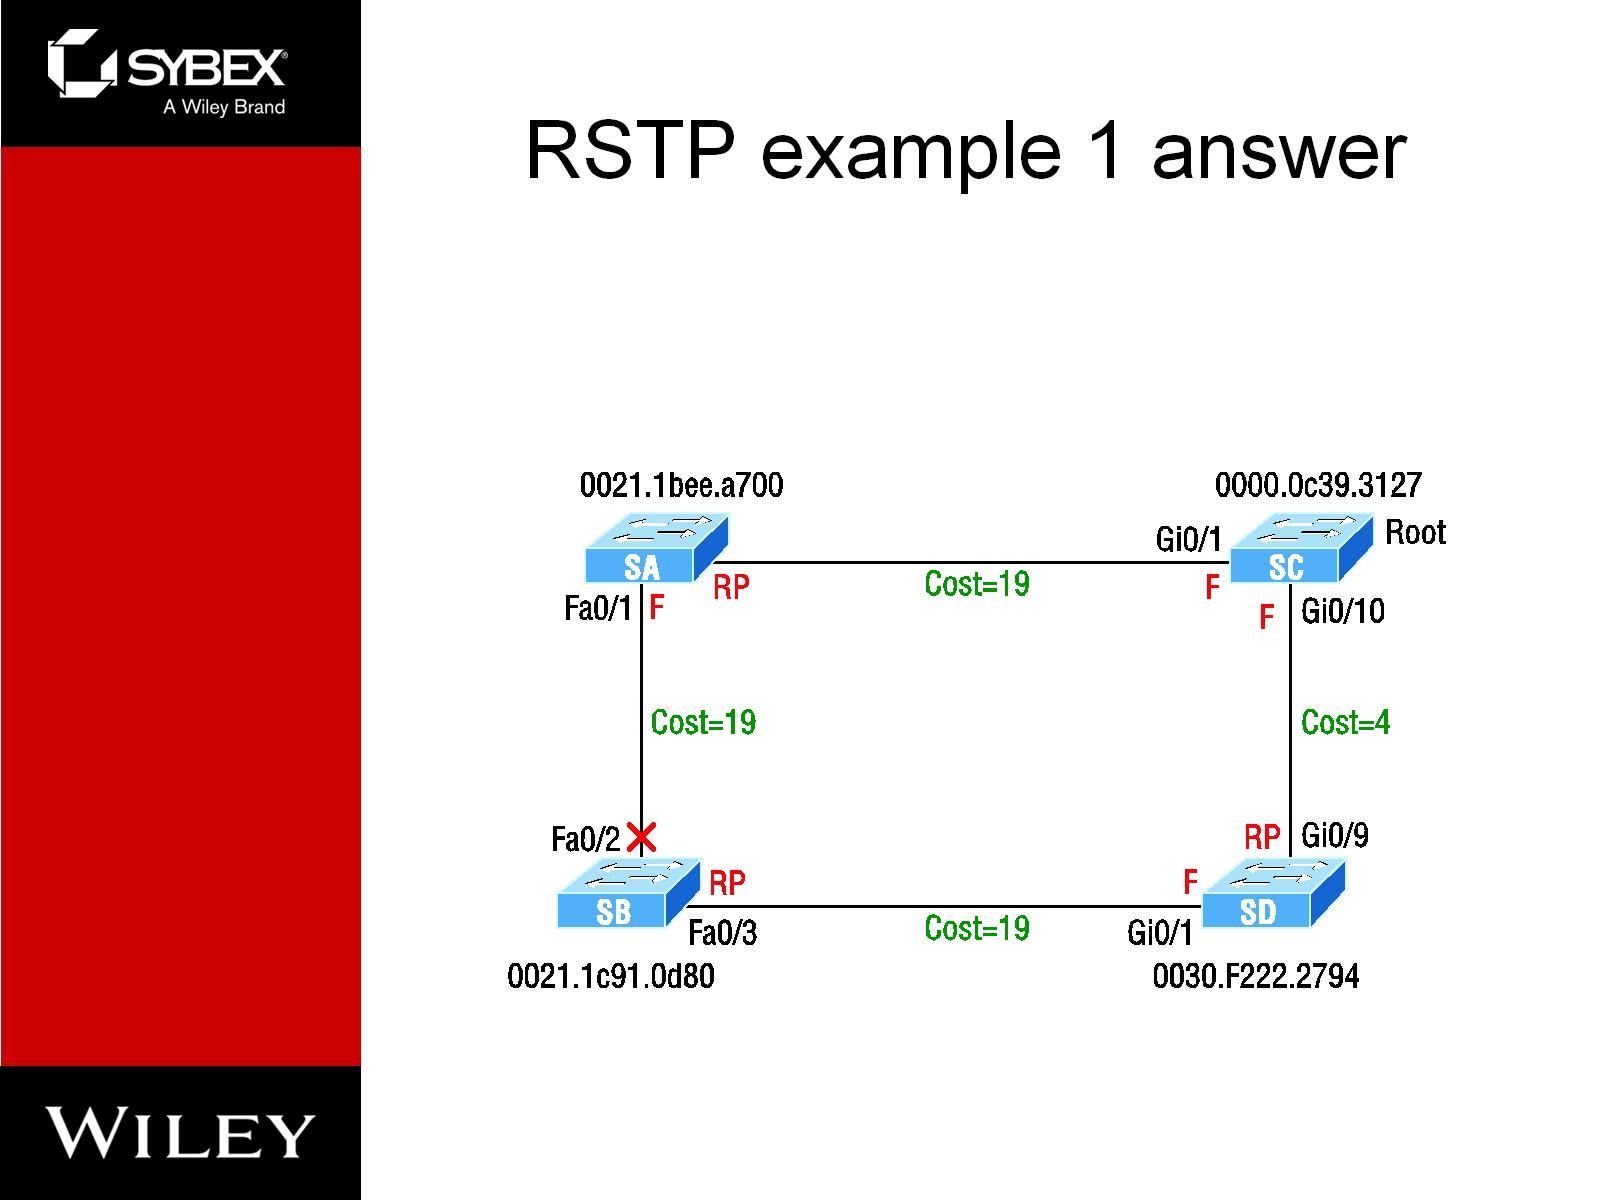 SYBEX®
A Wiley Brand
RSTP example 1 answer
0021.1bee.a700
0000.0c39.3127
Gi0/1
Root
SA
SC
RP
Cost=19
F
Fa0/1
F
F
Gi0/10
Cost=19
Cost=4
Fa0/2
RP
Gi0/9
RP
F
SB
SD
Fa0/3
Cost=19
Gi0/1
0021.1c91.0d80
0030.F222.2794
WILEY